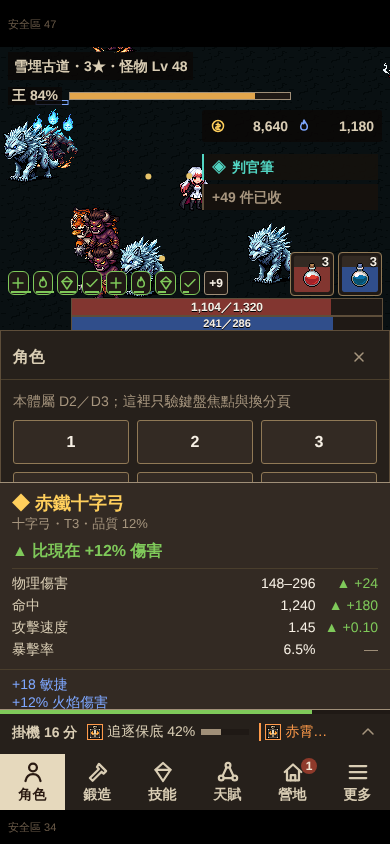 安全區 47
雪埋古道・3★・怪物 Lv 48
王 84%
8,640 1,180
◈ 判官筆
+49 件已收
3 3
+9
1,104／1,320
241／286
角色 ×
本體屬 D2／D3；這裡只驗鍵盤焦點與換分頁
1 2 3
◆ 赤鐵十字弓
十字弓・T3・品質 12%
▲ 比現在 +12% 傷害
物理傷害 148–296 ▲ +24
命中 1,240 ▲ +180
攻擊速度 1.45 ▲ +0.10
暴擊率 6.5% —
+18 敏捷
+12% 火焰傷害
掛機 16 分 追逐保底 42% 赤霄…
角色 鍛造 技能 天賦 營地 1 更多
安全區 34